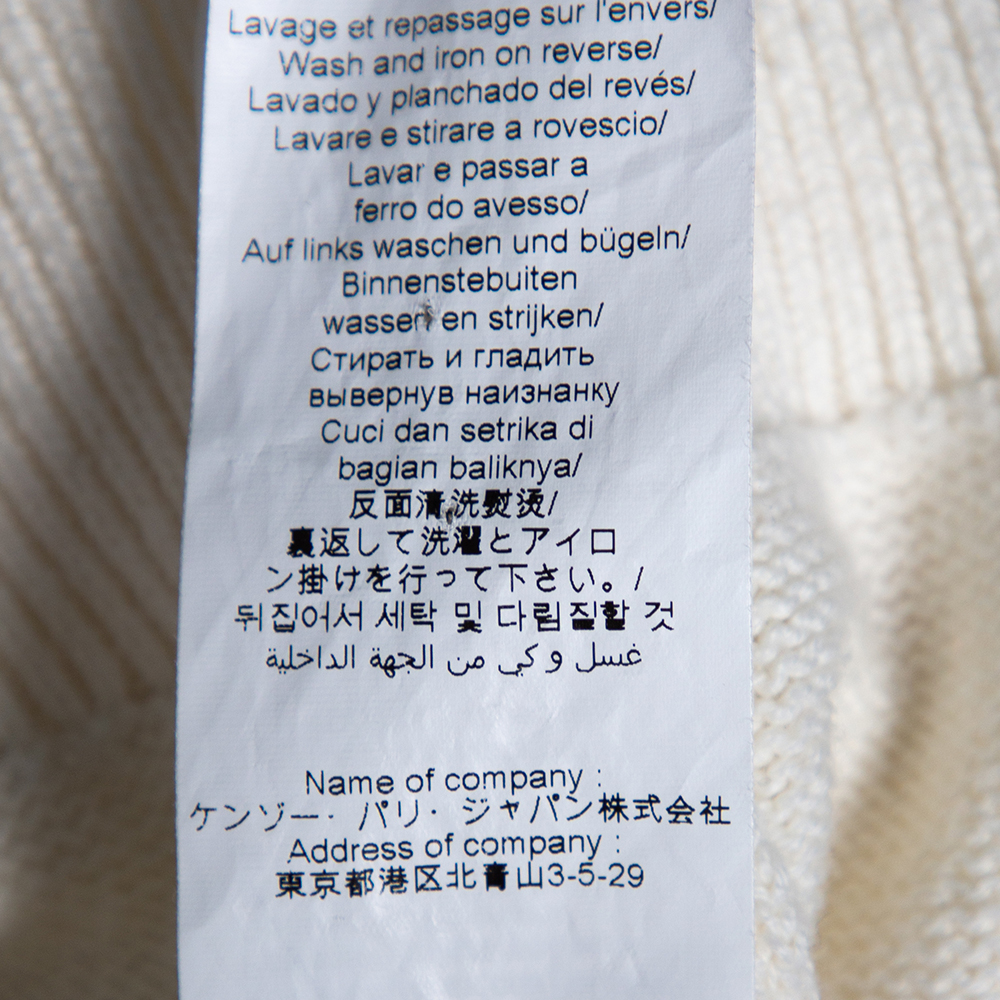 Lavage et repassage sur l'envers/
Wash and iron on reverse/
Lavado y planchado del revés/
Lavare e stirare a rovescio/
Lavar e passar a
ferro do avesso/
Auf links waschen und bügeln/
Binnenstebuiten
wassen en strijken/
Стирать и гладить
вывернув наизнанку
Cuci dan setrika di
bagian baliknya/
反面清洗熨烫/
裏返して洗濯とアイロ
ン掛けを行って下さい。/
뒤집어서 세탁 및 다림질할 것
غسل و كي من الجهة الداخلية
Name of company :
ケンゾー・パリ・ジャパン株式会社
Address of company :
東京都港区北青山3-5-29